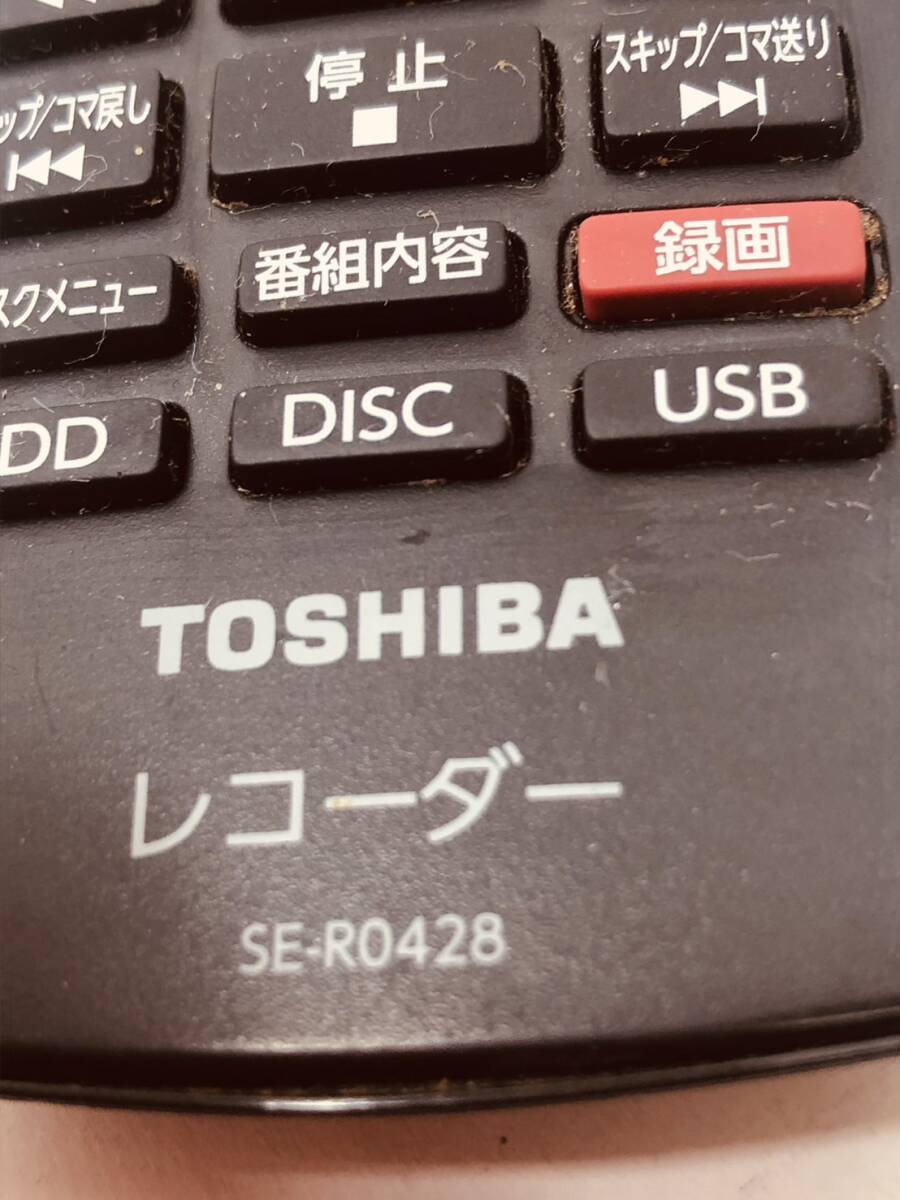 停止
スキップ/コマ送り
ップ/コマ戻し
番組内容
録画
スクメニュー
DD
DISC
USB
TOSHIBA
レコーダー
SE-R0428